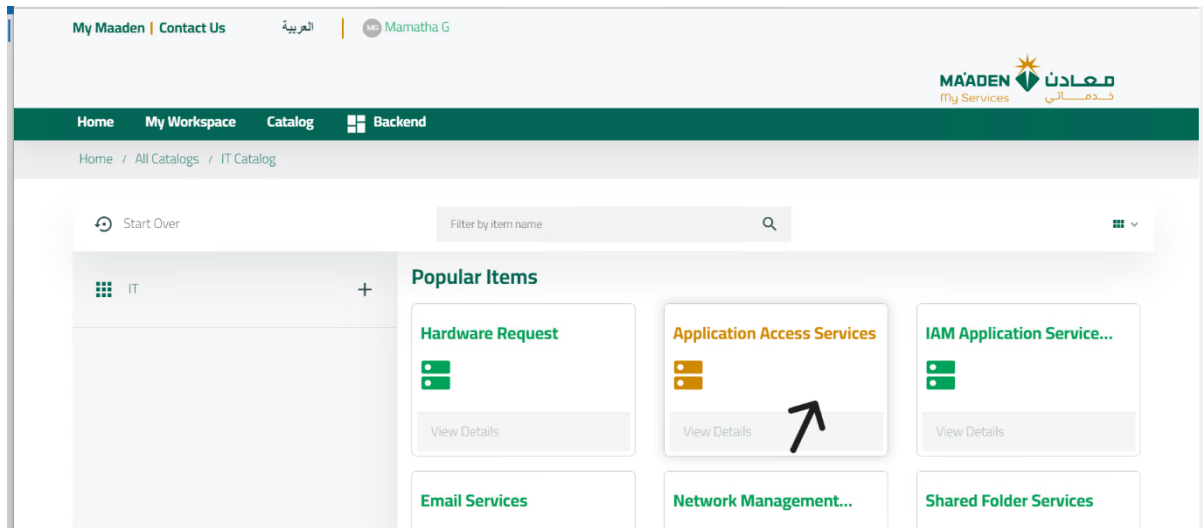 My Maaden | Contact Us العربية MG Mamatha G
MA'ADEN معادن
My Services خدماتي
Home My Workspace Catalog Backend
Home / All Catalogs / IT Catalog
Start Over Filter by item name
IT
Popular Items
Hardware Request Application Access Services IAM Application Service...
View Details View Details View Details
Email Services Network Management... Shared Folder Services